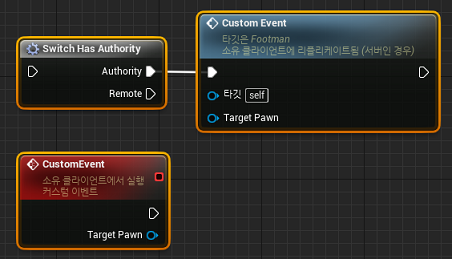 Switch Has Authority
Authority
Remote
Custom Event
타깃은 Footman
소유 클라이언트에 리플리케이트됨 (서버인 경우)
타깃 self
Target Pawn
CustomEvent
소유 클라이언트에서 실행
커스텀 이벤트
Target Pawn